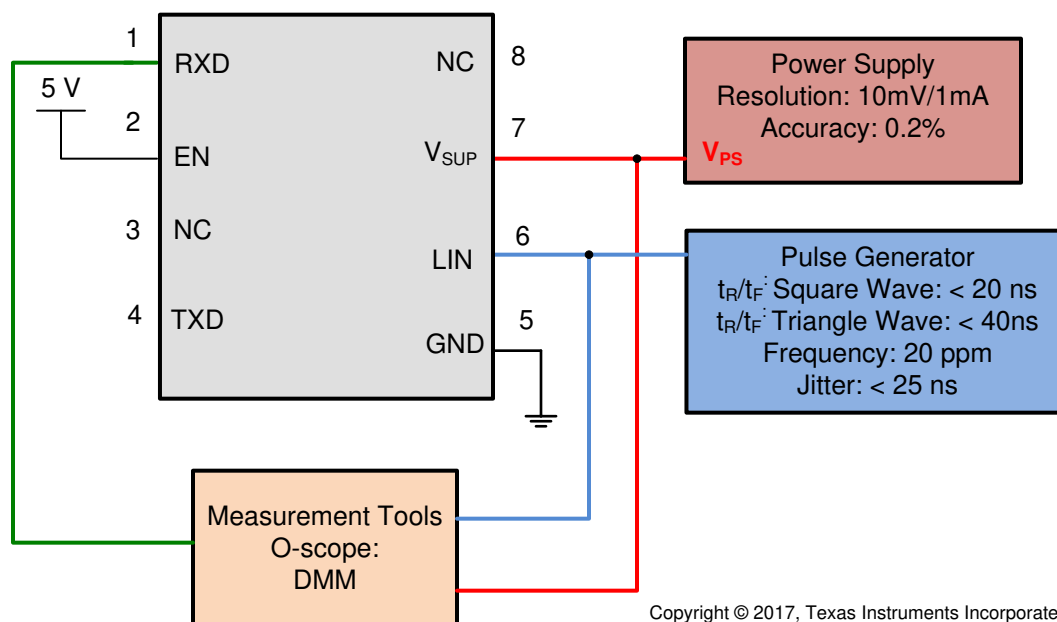 1
RXD
NC
8
5 V
2
EN
7
VSUP
3
NC
6
LIN
4
TXD
5
GND
Power Supply
Resolution: 10mV/1mA
Accuracy: 0.2%
VPS
Pulse Generator
tR/tF: Square Wave: < 20 ns
tR/tF: Triangle Wave: < 40ns
Frequency: 20 ppm
Jitter: < 25 ns
Measurement Tools
O-scope:
DMM
Copyright © 2017, Texas Instruments Incorporate